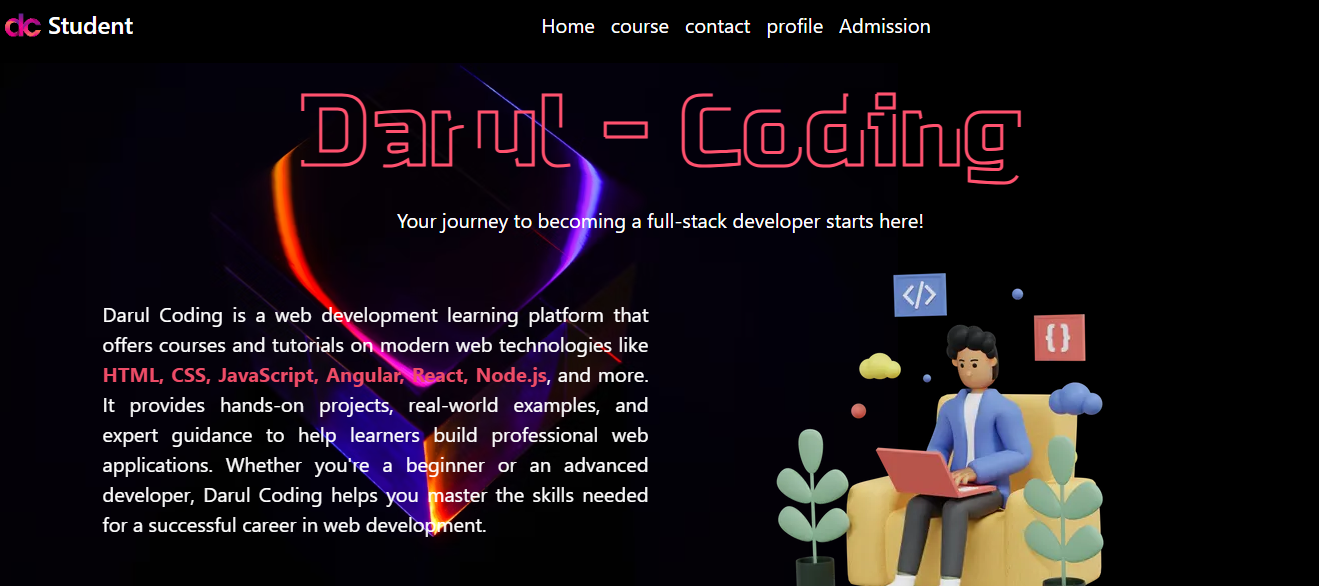 dc Student
Home course contact profile Admission
Darul - Coding
Your journey to becoming a full-stack developer starts here!
Darul Coding is a web development learning platform that
offers courses and tutorials on modern web technologies like
HTML, CSS, JavaScript, Angular, React, Node.js, and more.
It provides hands-on projects, real-world examples, and
expert guidance to help learners build professional web
applications. Whether you're a beginner or an advanced
developer, Darul Coding helps you master the skills needed
for a successful career in web development.
</>
{}